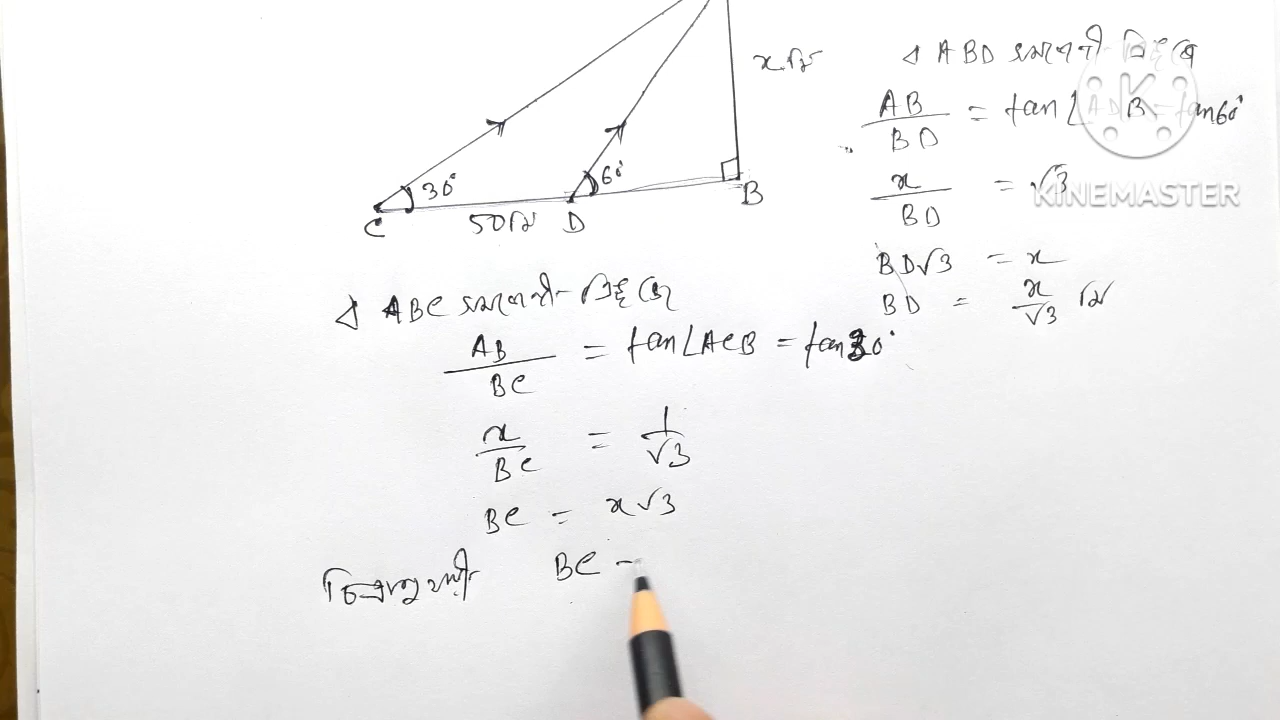 x মি
30°
60°
C
50 মি
D
B
Δ ABD সমকোণী ত্রিভুজে
AB/BD = tan∠ADB = tan60°
x/BD = √3
BD√3 = x
BD = x/√3 মি
KINEMASTER
Δ ABC সমকোণী ত্রিভুজে
AB/BC = tan∠ACB = tan30°
x/BC = 1/√3
BC = x√3
চিত্রানুযায়ী BC -